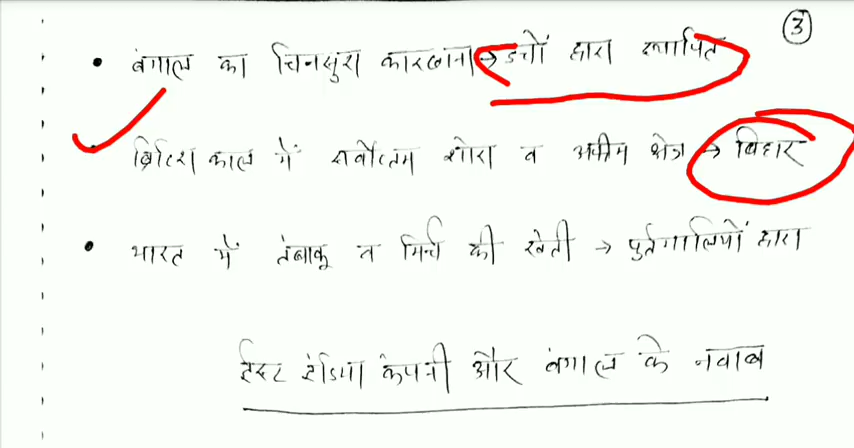 3
• बंगाल का चिनसुरा कारखाना → डचों द्वारा स्थापित
ब्रिटिश काल में सर्वोत्तम शोरा व अफीम क्षेत्र → बिहार
• भारत में तंबाकू व मिर्च की खेती → पुर्तगालियों द्वारा
ईस्ट इंडिया कंपनी और बंगाल के नवाब